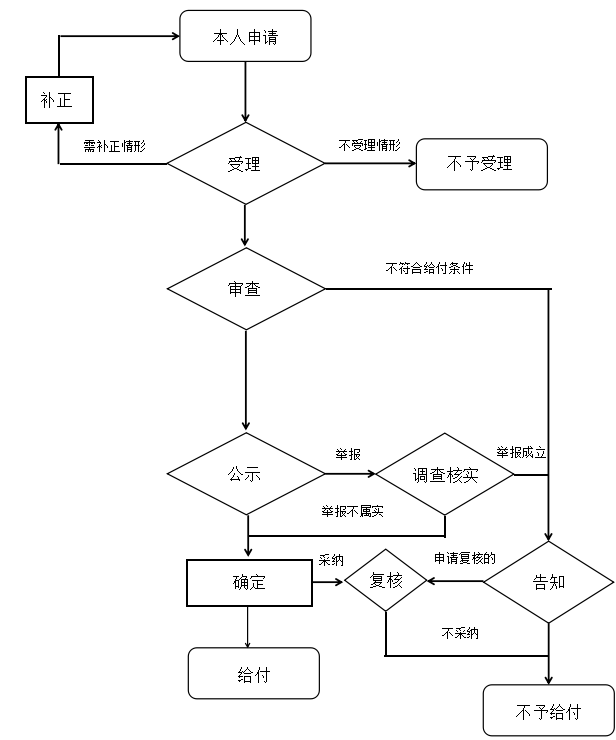 本人申请
补正
需补正情形
受理
不受理情形
不予受理
审查
不符合给付条件
公示
举报
调查核实
举报成立
举报不属实
确定
采纳
复核
申请复核的
告知
不采纳
给付
不予给付